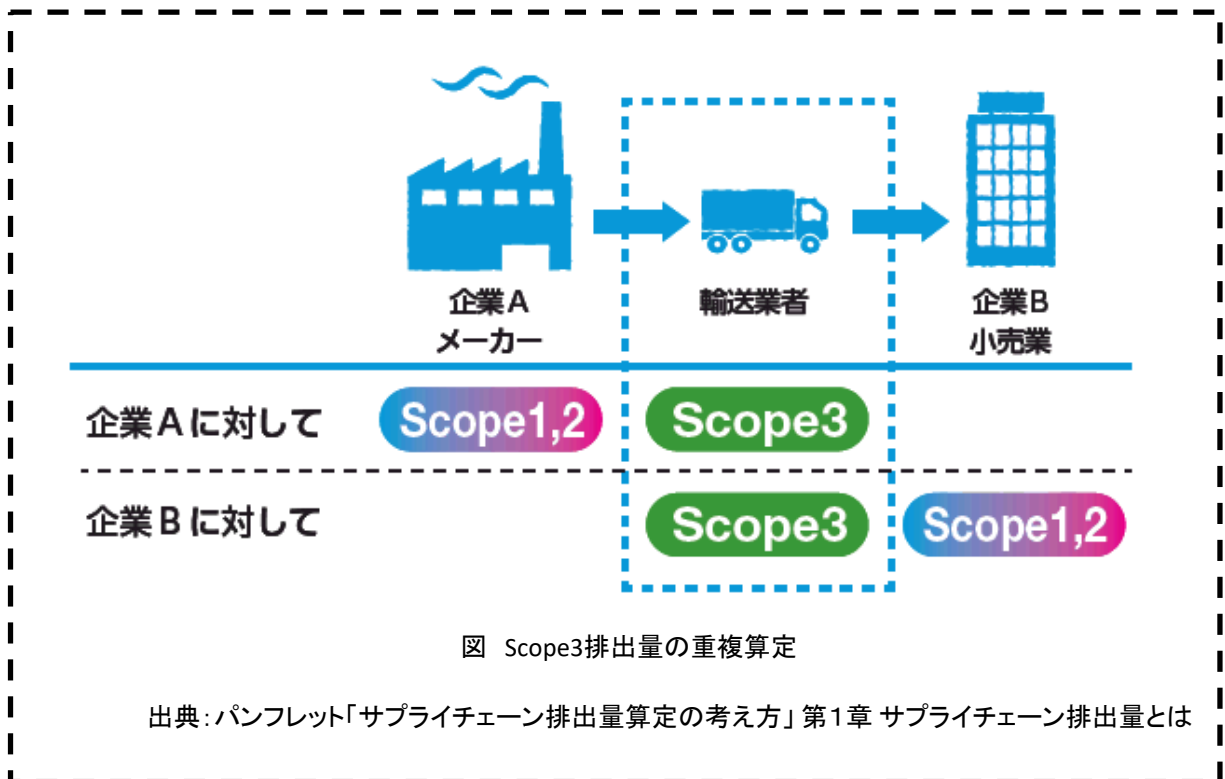 企業A
メーカー
輸送業者
企業B
小売業
企業Aに対して
Scope1,2
Scope3
企業Bに対して
Scope3
Scope1,2
図 Scope3排出量の重複算定
出典：パンフレット「サプライチェーン排出量算定の考え方」 第1章 サプライチェーン排出量とは